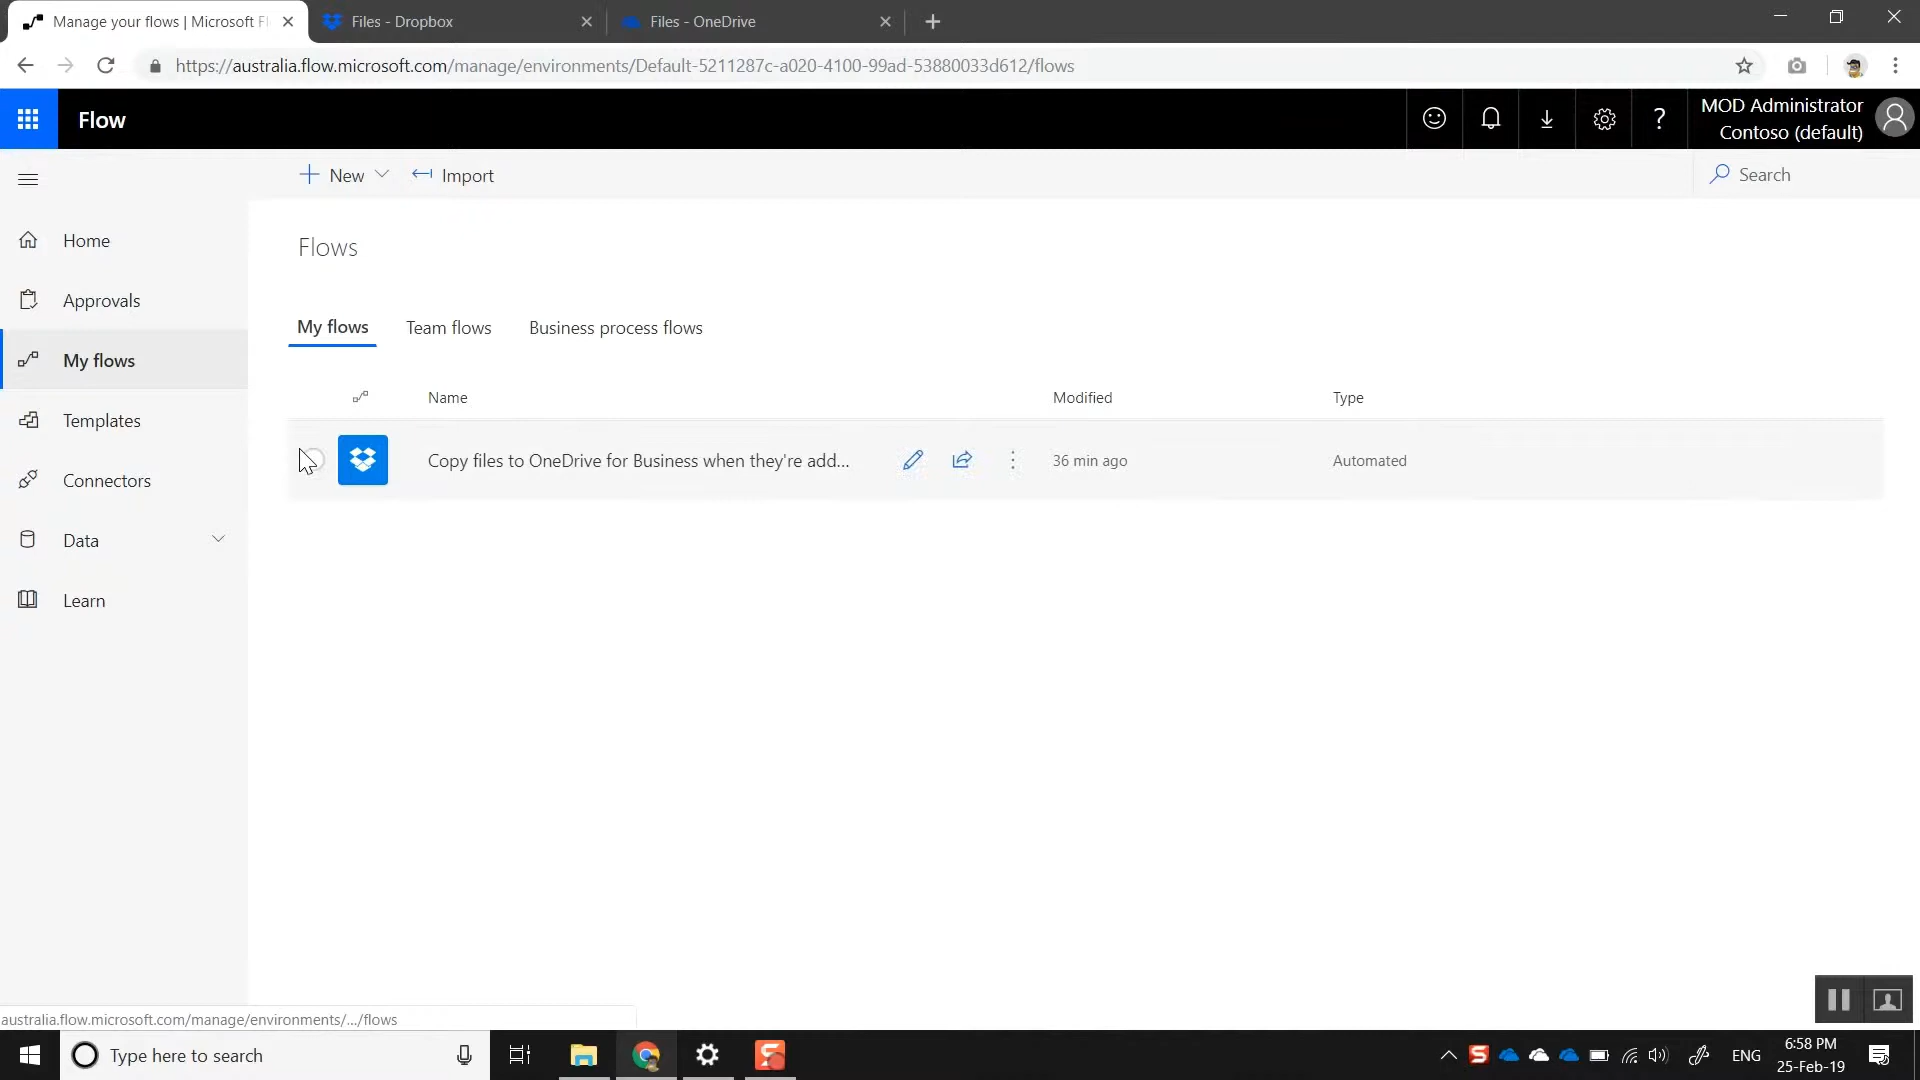 Manage your flows | Microsoft Fl
Files - Dropbox
Files - OneDrive
https://australia.flow.microsoft.com/manage/environments/Default-5211287c-a020-4100-99ad-53880033d612/flows
Flow
?
MOD Administrator
Contoso (default)
New
Import
Search
Home
Approvals
My flows
Templates
Connectors
Data
Learn
Flows
My flows
Team flows
Business process flows
Name
Modified
Type
Copy files to OneDrive for Business when they're add...
36 min ago
Automated
australia.flow.microsoft.com/manage/environments/.../flows
Type here to search
ENG
6:58 PM
25-Feb-19